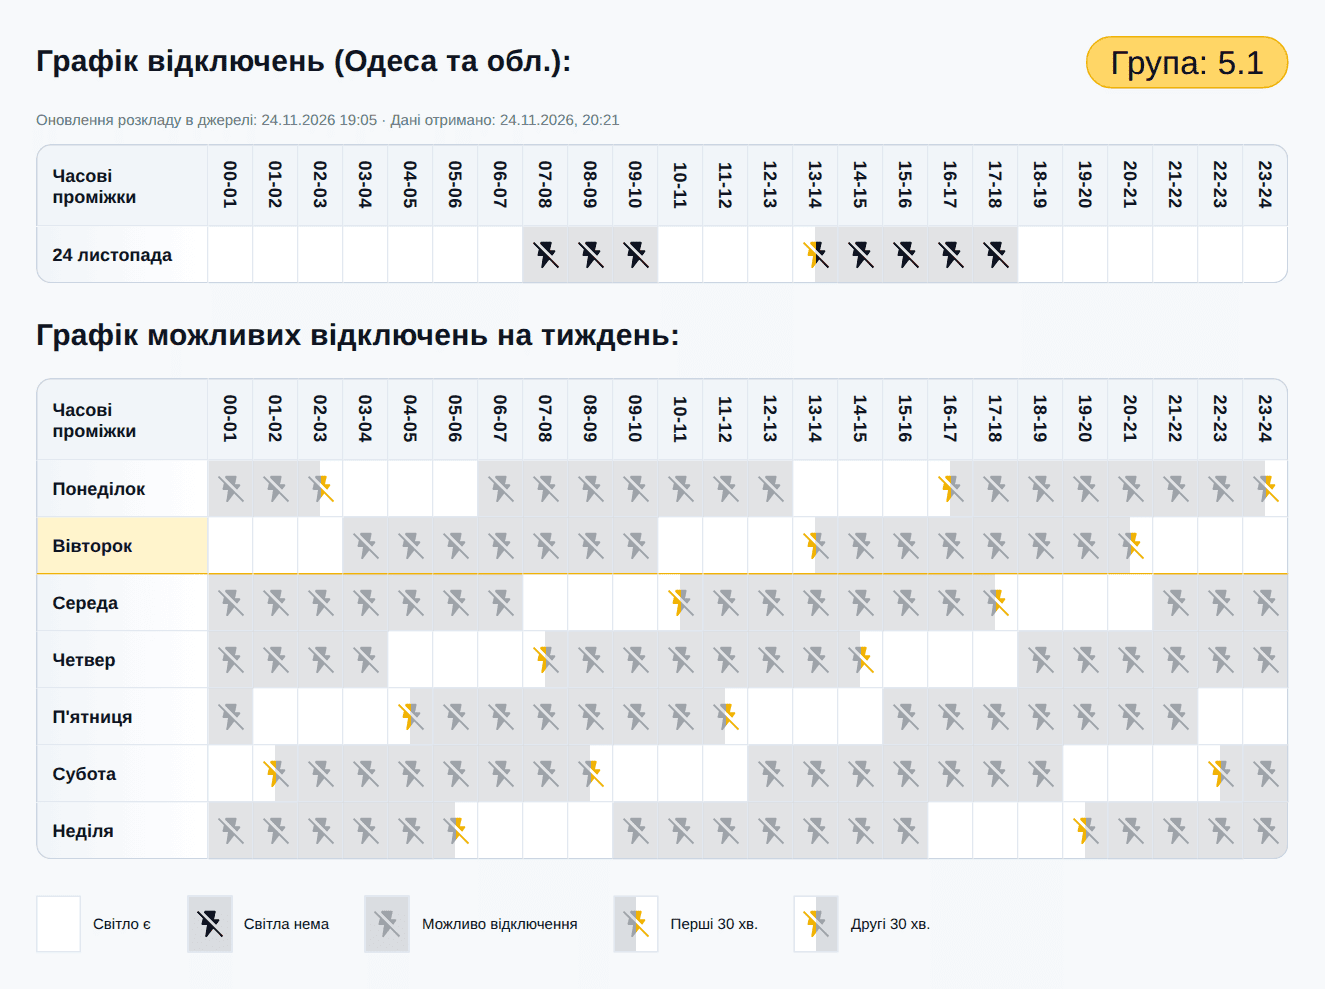 Графік відключень (Одеса та обл.):
Група: 5.1
Оновлення розкладу в джерелі: 24.11.2026 19:05 · Дані отримано: 24.11.2026, 20:21
Часові
проміжки
00-01 01-02 02-03 03-04 04-05 05-06 06-07 07-08 08-09 09-10 10-11 11-12 12-13 13-14 14-15 15-16 16-17 17-18 18-19 19-20 20-21 21-22 22-23 23-24
24 листопада
Графік можливих відключень на тиждень:
Часові
проміжки
00-01 01-02 02-03 03-04 04-05 05-06 06-07 07-08 08-09 09-10 10-11 11-12 12-13 13-14 14-15 15-16 16-17 17-18 18-19 19-20 20-21 21-22 22-23 23-24
Понеділок
Вівторок
Середа
Четвер
П'ятниця
Субота
Неділя
Світло є
Світла нема
Можливо відключення
Перші 30 хв.
Другі 30 хв.